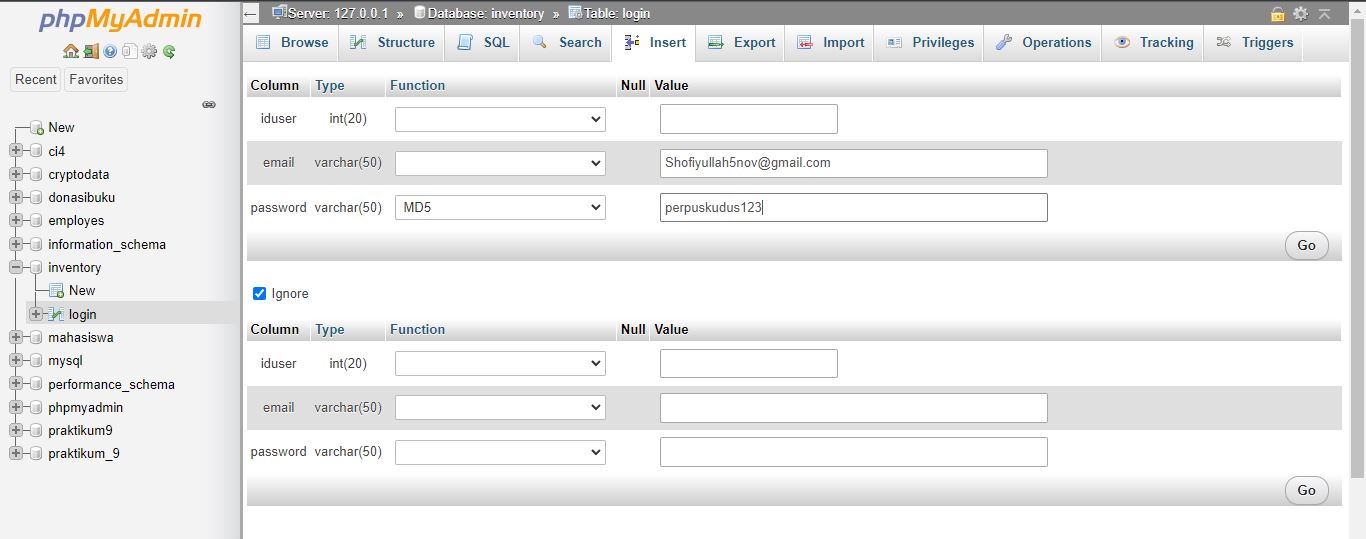 phpMyAdmin
Recent Favorites
New
ci4
cryptodata
donasibuku
employes
information_schema
inventory
New
login
mahasiswa
mysql
performance_schema
phpmyadmin
praktikum9
praktikum_9
Server: 127.0.0.1 » Database: inventory » Table: login
Browse Structure SQL Search Insert Export Import Privileges Operations Tracking Triggers
Column Type Function Null Value
iduser int(20)
email varchar(50) Shofiyullah5nov@gmail.com
password varchar(50) MD5 perpuskudus123
Go
Ignore
Column Type Function Null Value
iduser int(20)
email varchar(50)
password varchar(50)
Go